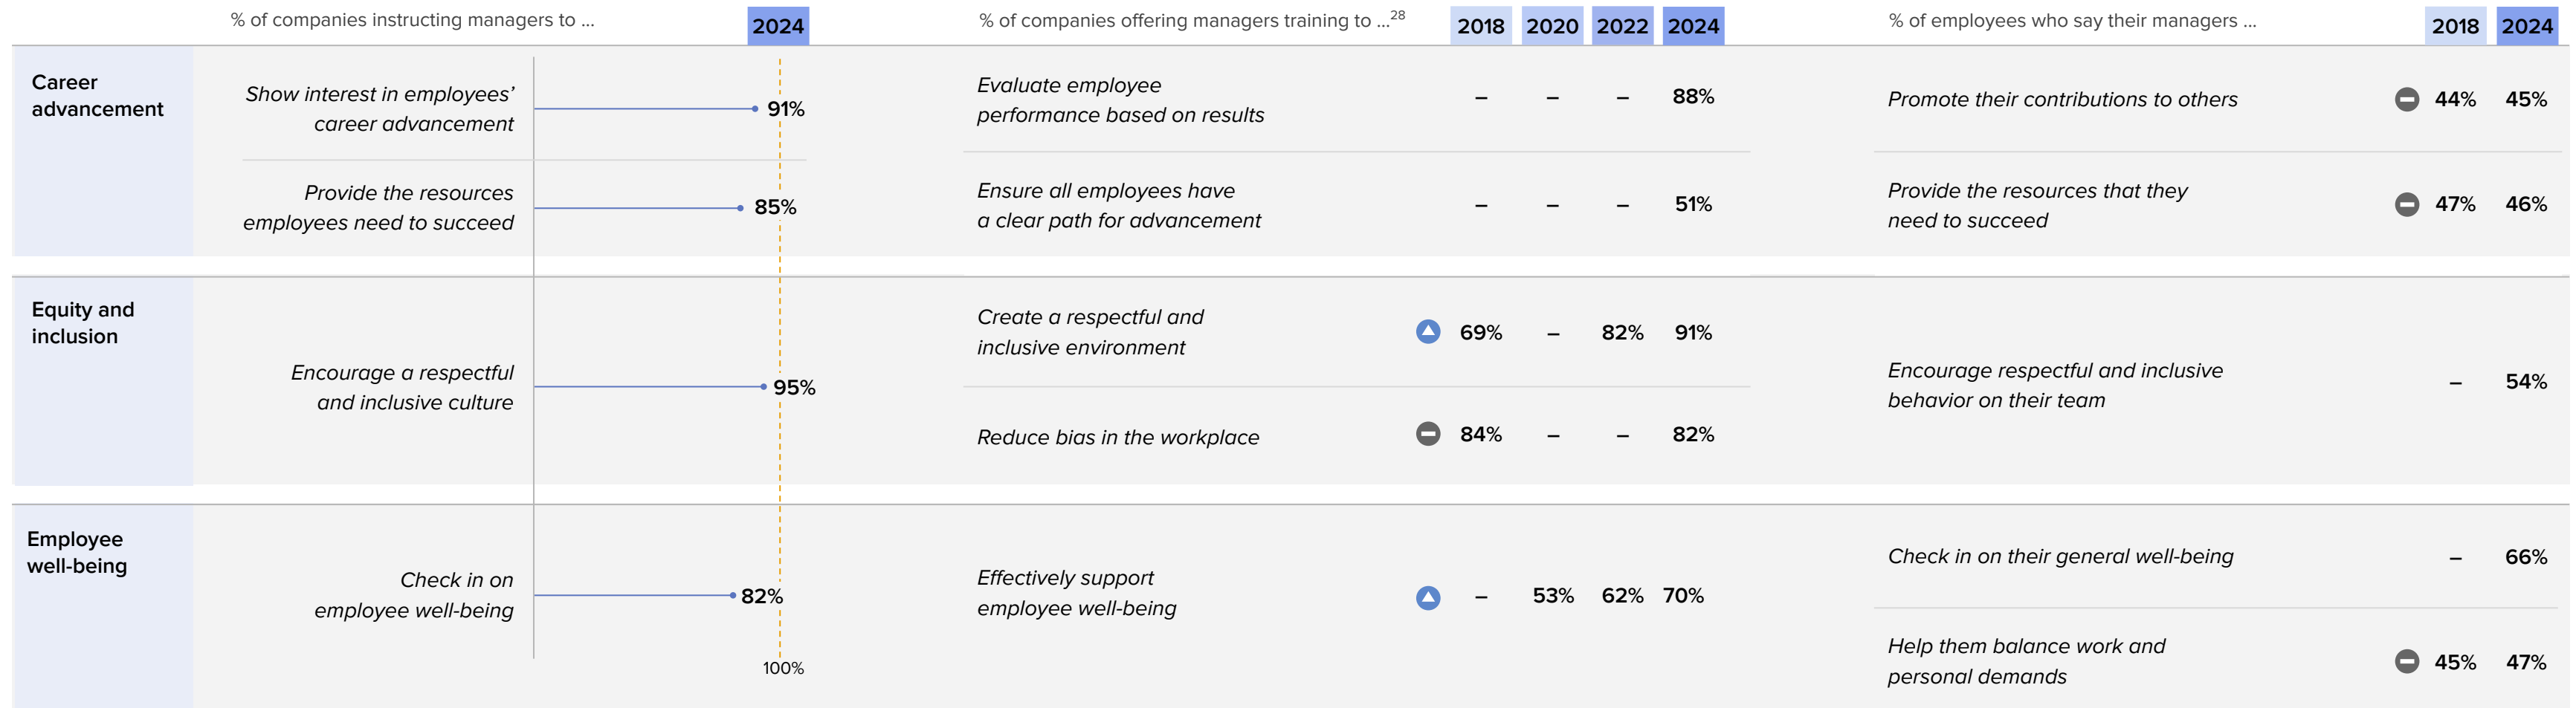 % of companies instructing managers to ...
2024
% of companies offering managers training to ...28
2018 2020 2022 2024
% of employees who say their managers ...
2018 2024
Career
advancement
Show interest in employees’
career advancement
91%
Provide the resources
employees need to succeed
85%
Evaluate employee
performance based on results
– – – 88%
Ensure all employees have
a clear path for advancement
– – – 51%
Promote their contributions to others
44% 45%
Provide the resources that they
need to succeed
47% 46%
Equity and
inclusion
Encourage a respectful
and inclusive culture
95%
Create a respectful and
inclusive environment
69% – 82% 91%
Reduce bias in the workplace
84% – – 82%
Encourage respectful and inclusive
behavior on their team
– 54%
Employee
well-being
Check in on
employee well-being
82%
100%
Effectively support
employee well-being
– 53% 62% 70%
Check in on their general well-being
– 66%
Help them balance work and
personal demands
45% 47%